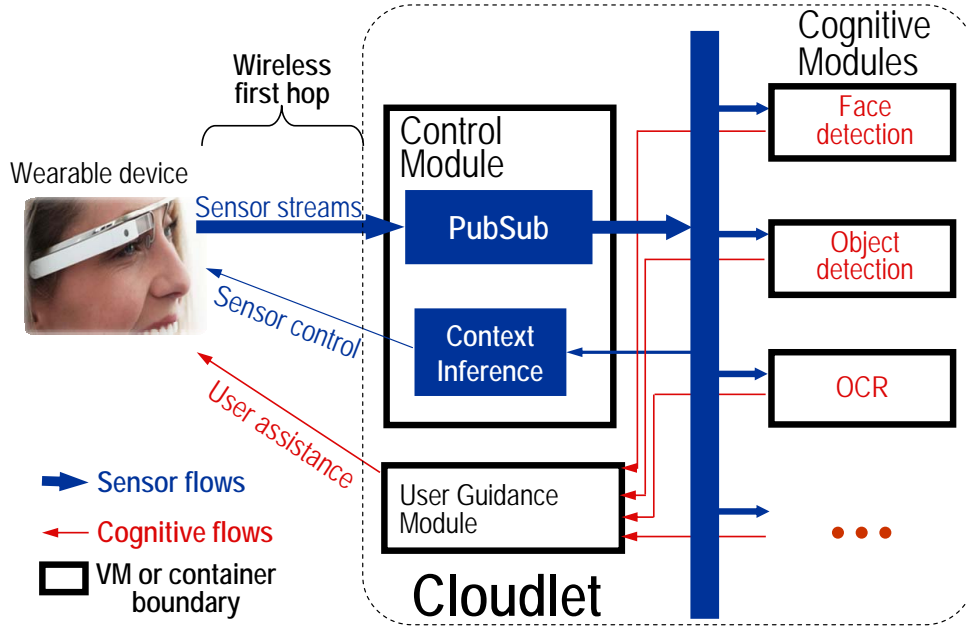 Cognitive
Modules
Wireless
first hop
Face
detection
Control
Module
Wearable device
Sensor streams
PubSub
Object
detection
Sensor control
Context
Inference
OCR
User assistance
Sensor flows
User Guidance
Module
Cognitive flows
VM or container
boundary
Cloudlet